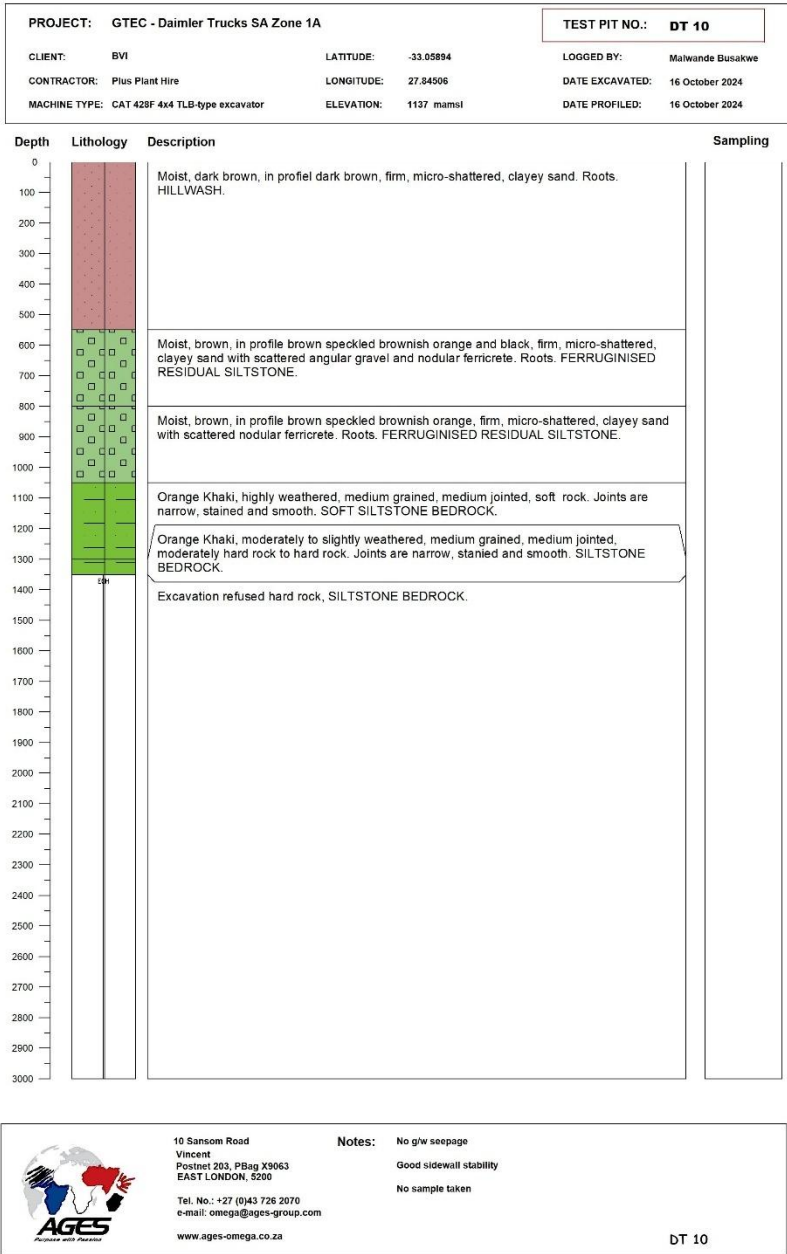 PROJECT: GTEC - Daimler Trucks SA Zone 1A
TEST PIT NO.: DT 10
CLIENT: BVI LATITUDE: -33.05894 LOGGED BY: Malwande Busakwe
CONTRACTOR: Plus Plant Hire LONGITUDE: 27.84506 DATE EXCAVATED: 16 October 2024
MACHINE TYPE: CAT 428F 4x4 TLB-type excavator ELEVATION: 1137 mamsl DATE PROFILED: 16 October 2024
Depth Lithology Description Sampling
0
Moist, dark brown, in profiel dark brown, firm, micro-shattered, clayey sand. Roots.
HILLWASH.
100
200
300
400
500
600
Moist, brown, in profile brown speckled brownish orange and black, firm, micro-shattered,
clayey sand with scattered angular gravel and nodular ferricrete. Roots. FERRUGINISED
RESIDUAL SILTSTONE.
700
800
Moist, brown, in profile brown speckled brownish orange, firm, micro-shattered, clayey sand
with scattered nodular ferricrete. Roots. FERRUGINISED RESIDUAL SILTSTONE.
900
1000
1100
Orange Khaki, highly weathered, medium grained, medium jointed, soft rock. Joints are
narrow, stained and smooth. SOFT SILTSTONE BEDROCK.
1200
Orange Khaki, moderately to slightly weathered, medium grained, medium jointed,
moderately hard rock to hard rock. Joints are narrow, stanied and smooth. SILTSTONE
BEDROCK.
1300
EOH
1400
Excavation refused hard rock, SILTSTONE BEDROCK.
1500
1600
1700
1800
1900
2000
2100
2200
2300
2400
2500
2600
2700
2800
2900
3000
AGES
Purpose with Passion
10 Sansom Road
Vincent
Postnet 203, PBag X9063
EAST LONDON, 5200
Tel. No.: +27 (0)43 726 2070
e-mail: omega@ages-group.com
www.ages-omega.co.za
Notes: No g/w seepage
Good sidewall stability
No sample taken
DT 10